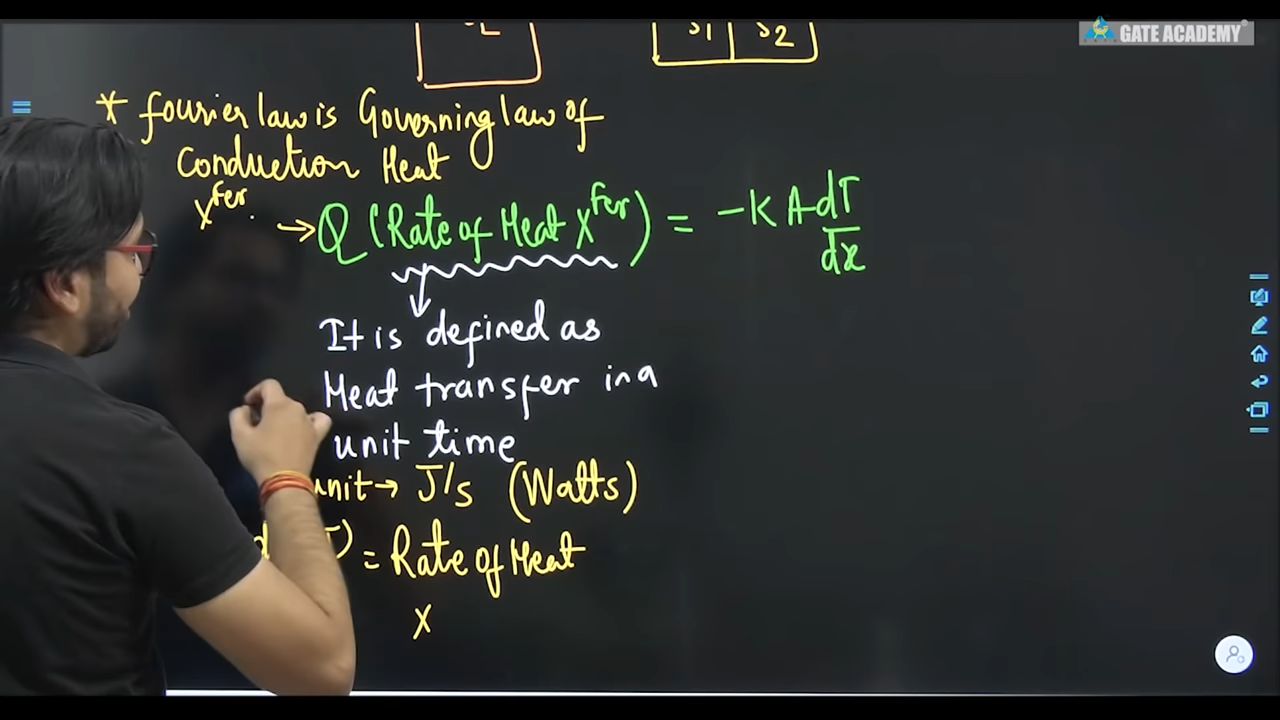 S1 S2
GATE ACADEMY
* Fourier law is Governing law of
Conduction Heat
Xfer.
→ Q (Rate of Heat Xfer) = -K A dT/dx
It is defined as
Heat transfer in a
unit time
unit → J/s (Watts)
= Rate of Heat
X